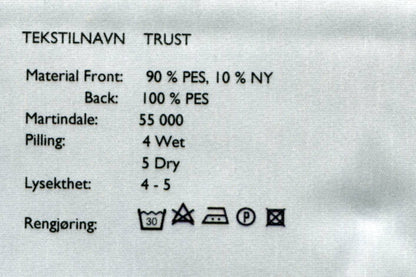 TEKSTILNAVN TRUST
Material Front: 90 % PES, 10 % NY
Back: 100 % PES
Martindale: 55 000
Pilling: 4 Wet
5 Dry
Lysekthet: 4 - 5
Rengjøring: 30 P